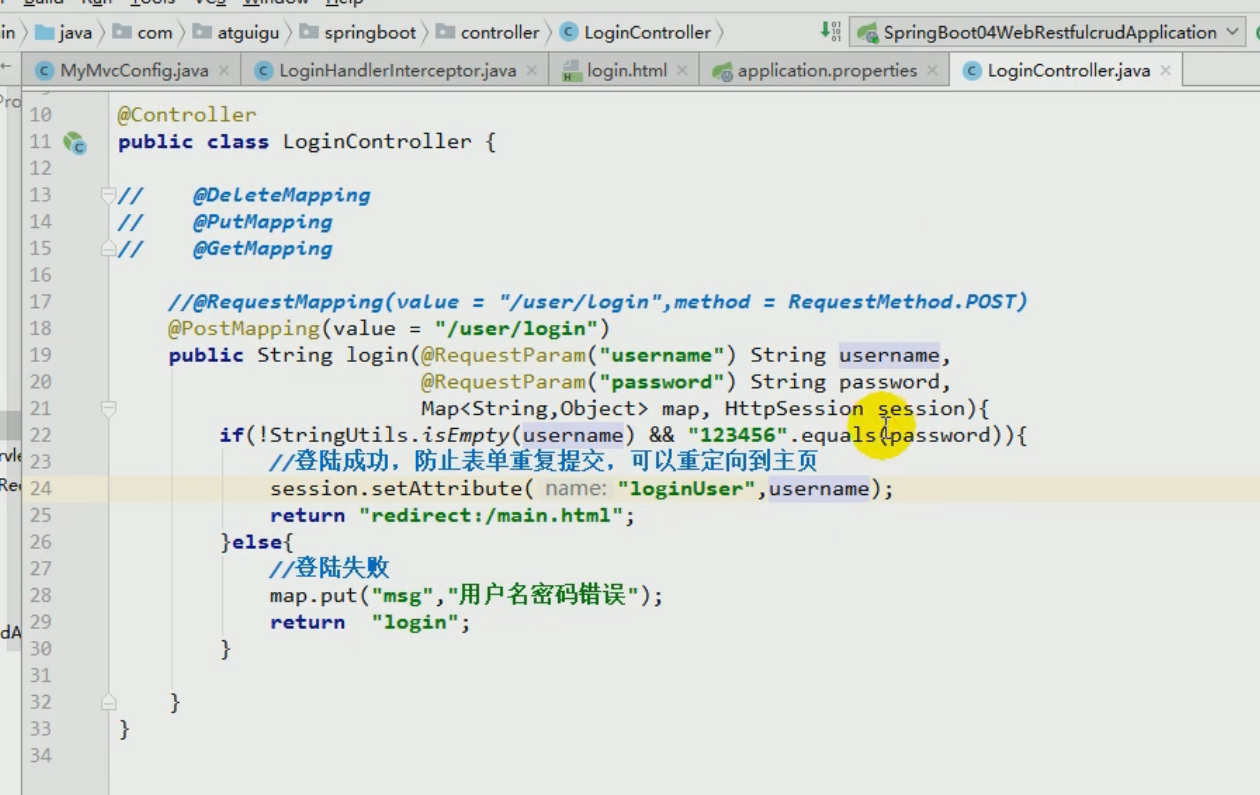 Build Run Tools VCS Window Help
in java com atguigu springboot controller LoginController SpringBoot04WebRestfulcrudApplication
MyMvcConfig.java LoginHandlerInterceptor.java login.html application.properties LoginController.java
10 @Controller
11 public class LoginController {
12
13 // @DeleteMapping
14 // @PutMapping
15 // @GetMapping
16
17 //@RequestMapping(value = "/user/login",method = RequestMethod.POST)
18 @PostMapping(value = "/user/login")
19 public String login(@RequestParam("username") String username,
20 @RequestParam("password") String password,
21 Map<String,Object> map, HttpSession session){
22 if(!StringUtils.isEmpty(username) && "123456".equals(password)){
23 //登陆成功，防止表单重复提交，可以重定向到主页
24 session.setAttribute( name: "loginUser",username);
25 return "redirect:/main.html";
26 }else{
27 //登陆失败
28 map.put("msg","用户名密码错误");
29 return "login";
30 }
31
32 }
33 }
34